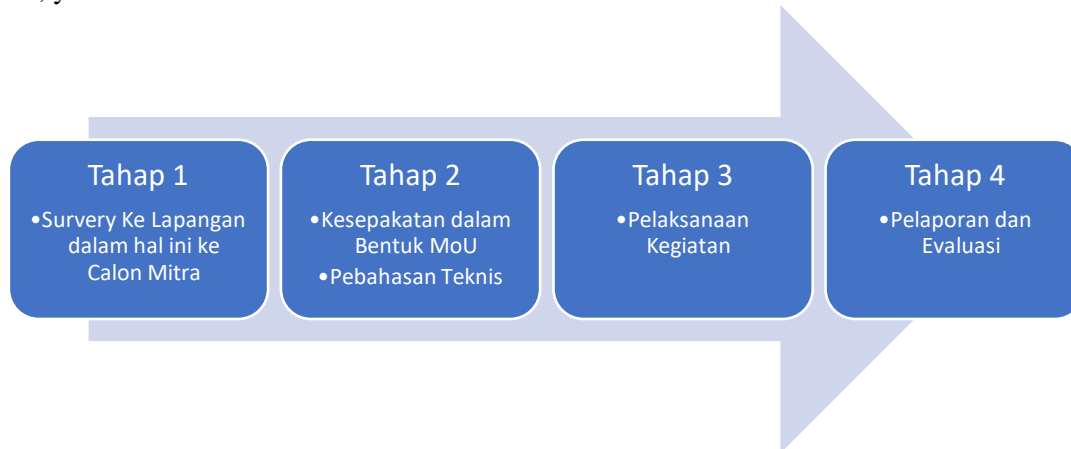 Tahap 1
•Survery Ke Lapangan
dalam hal ini ke
Calon Mitra
Tahap 2
•Kesepakatan dalam
Bentuk MoU
•Pebahasan Teknis
Tahap 3
•Pelaksanaan
Kegiatan
Tahap 4
•Pelaporan dan
Evaluasi